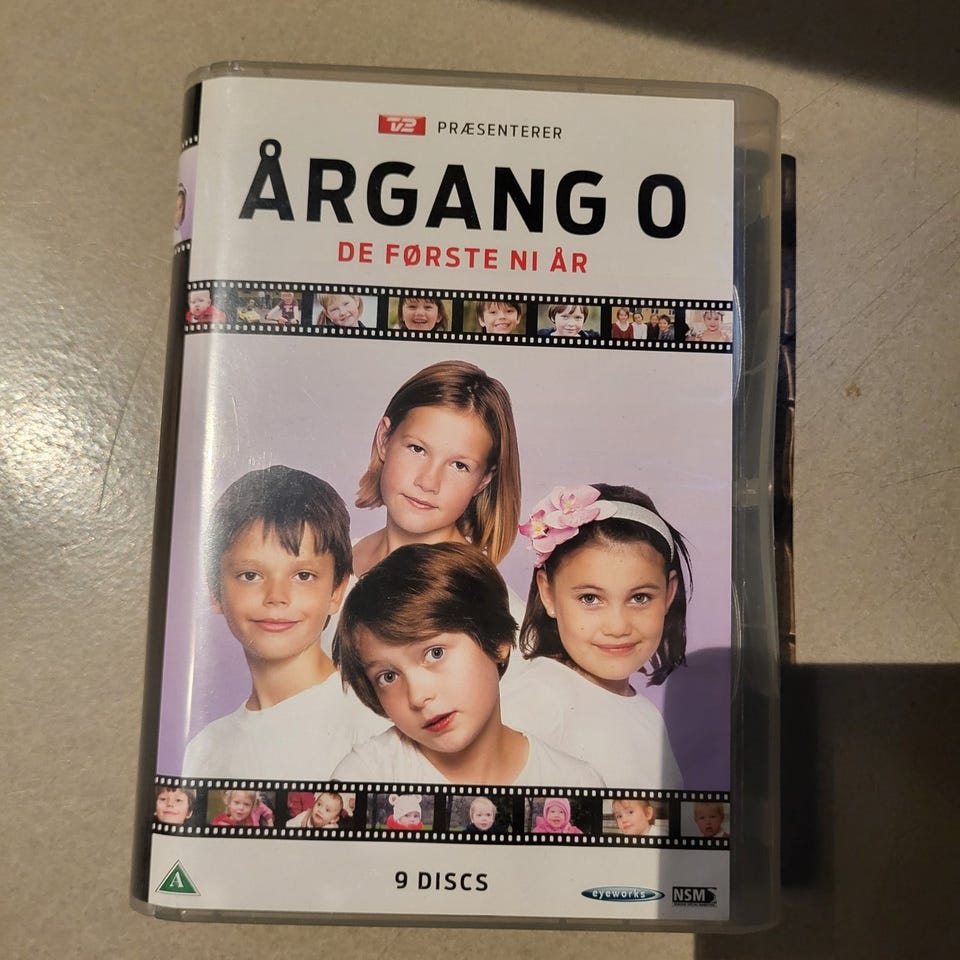 TV2 PRÆSENTERER
ÅRGANG 0
DE FØRSTE NI ÅR
A
9 DISCS
eyeworks
NSM